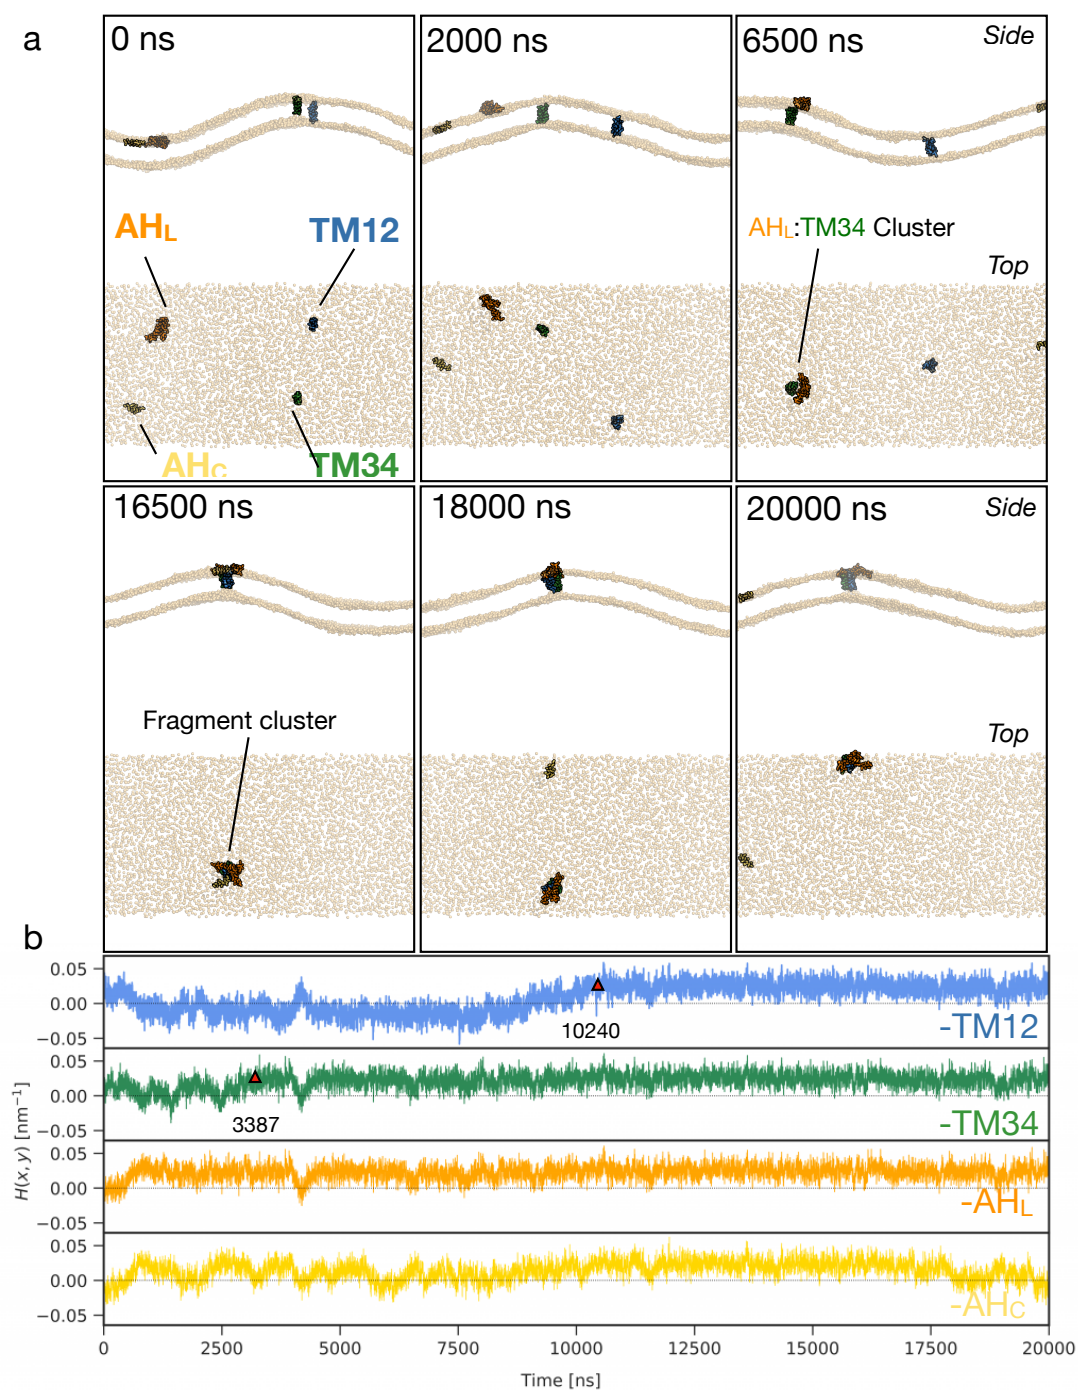 a
0 ns
2000 ns
6500 ns
Side
AHL
TM12
AHL:TM34 Cluster
Top
AHC
TM34
16500 ns
18000 ns
20000 ns
Side
Fragment cluster
Top
b
0.05
0.00
−0.05
10240
-TM12
0.05
0.00
−0.05
3387
-TM34
0.05
0.00
−0.05
-AHL
0.05
0.00
−0.05
-AHC
H(x, y) [nm⁻¹]
0 2500 5000 7500 10000 12500 15000 17500 20000
Time [ns]